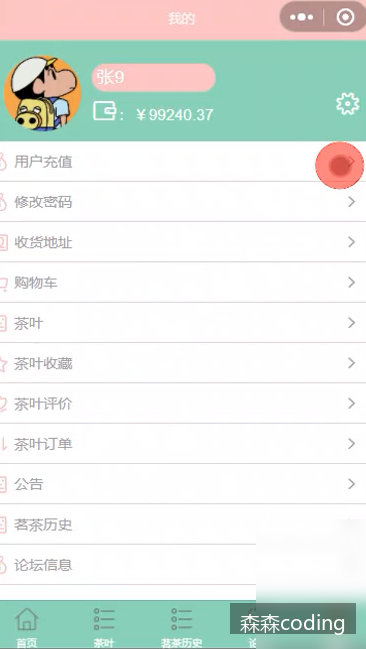 我的
张9
：￥99240.37
用户充值
修改密码
收货地址
购物车
茶叶
茶叶收藏
茶叶评价
茶叶订单
公告
茗茶历史
论坛信息
森森coding
首页
茶叶
茗茶历史